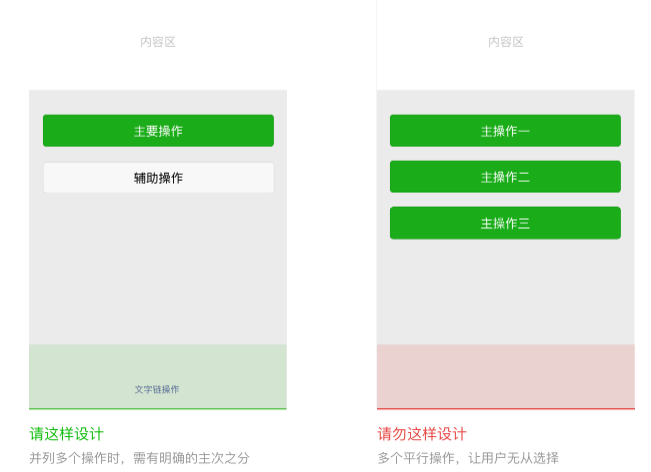 内容区
主要操作
辅助操作
文字链操作
请这样设计
并列多个操作时，需有明确的主次之分
内容区
主操作一
主操作二
主操作三
请勿这样设计
多个平行操作，让用户无从选择